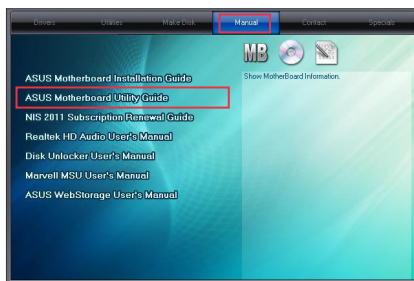 Drivers Utilities Make Disk Manual Contact Specials
MB
Show MotherBoard Information.
ASUS Motherboard Installation Guide
ASUS Motherboard Utility Guide
NIS 2011 Subscription Renewal Guide
Realtek HD Audio User's Manual
Disk Unlocker User's Manual
Marvell MSU User's Manual
ASUS WebStorage User's Manual